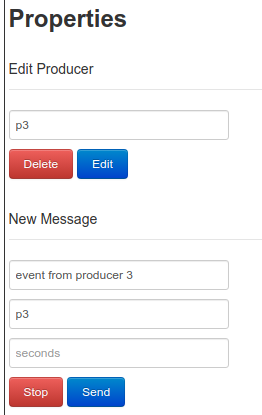 Properties
Edit Producer
p3
Delete Edit
New Message
event from producer 3
p3
seconds
Stop Send